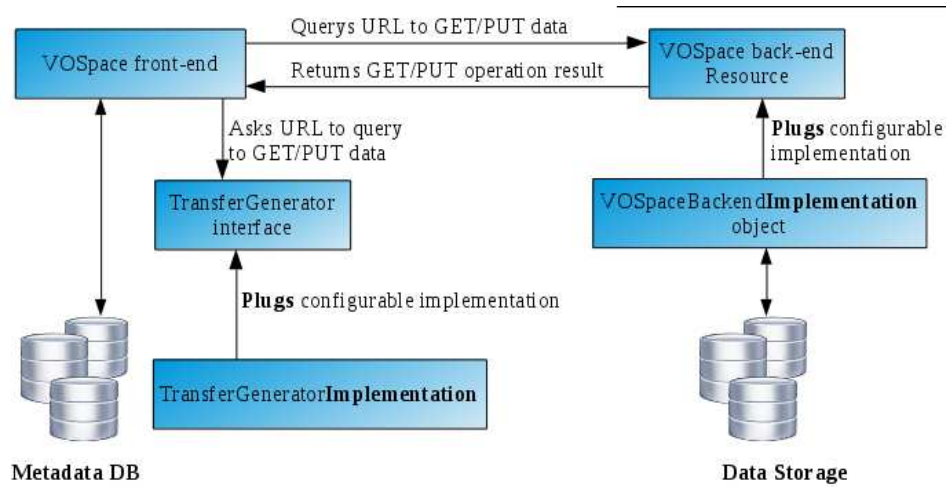 Querys URL to GET/PUT data
VOSpace front-end
VOSpace back-end
Resource
Returns GET/PUT operation result
Asks URL to query
to GET/PUT data
Plugs configurable
implementation
TransferGenerator
interface
VOSpaceBackendImplementation
object
Plugs configurable implementation
TransferGeneratorImplementation
Metadata DB
Data Storage